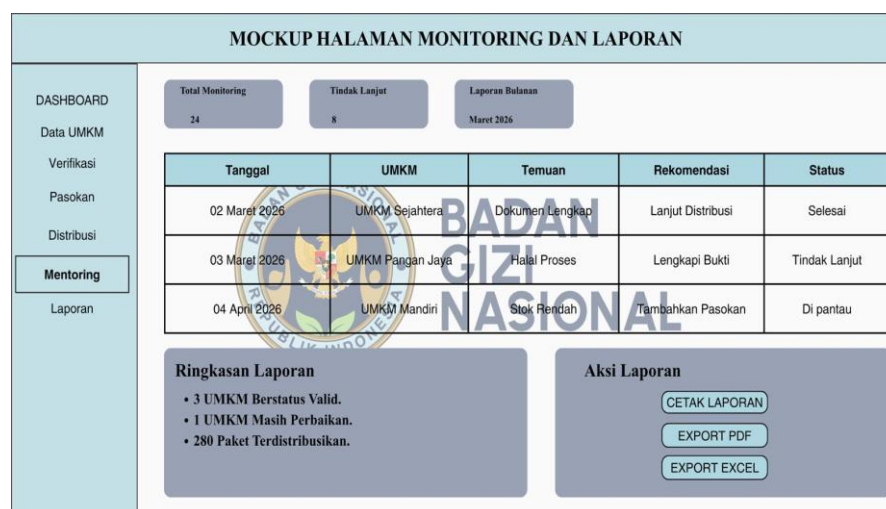 MOCKUP HALAMAN MONITORING DAN LAPORAN
DASHBOARD
Data UMKM
Verifikasi
Pasokan
Distribusi
Mentoring
Laporan
Total Monitoring
24
Tindak Lanjut
8
Laporan Bulanan
Maret 2026
Tanggal UMKM Temuan Rekomendasi Status
02 Maret 2026 UMKM Sejahtera Dokumen Lengkap Lanjut Distribusi Selesai
03 Maret 2026 UMKM Pangan Jaya Halal Proses Lengkapi Bukti Tindak Lanjut
04 April 2026 UMKM Mandiri Stok Rendah Tambahkan Pasokan Di pantau
BADAN
GIZI
NASIONAL
REPUBLIK INDONESIA
Ringkasan Laporan
• 3 UMKM Berstatus Valid.
• 1 UMKM Masih Perbaikan.
• 280 Paket Terdistribusikan.
Aksi Laporan
CETAK LAPORAN
EXPORT PDF
EXPORT EXCEL